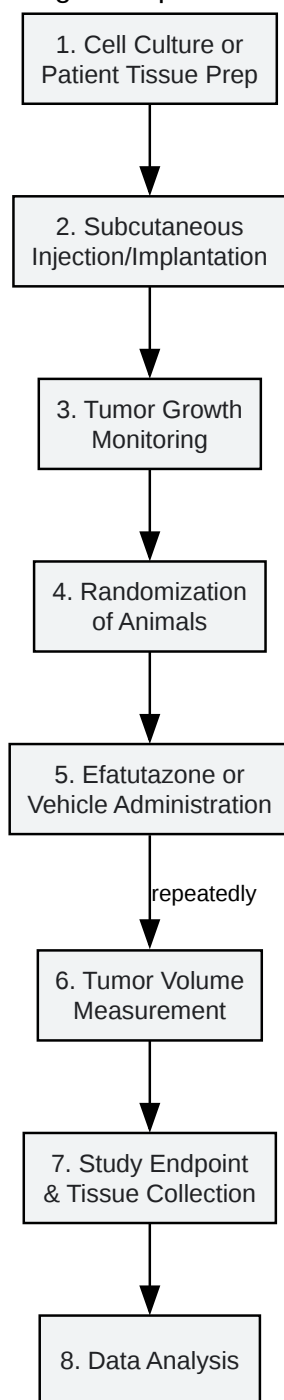 1. Cell Culture or
Patient Tissue Prep
2. Subcutaneous
Injection/Implantation
3. Tumor Growth
Monitoring
4. Randomization
of Animals
5. Efatutazone or
Vehicle Administration
repeatedly
6. Tumor Volume
Measurement
7. Study Endpoint
& Tissue Collection
8. Data Analysis